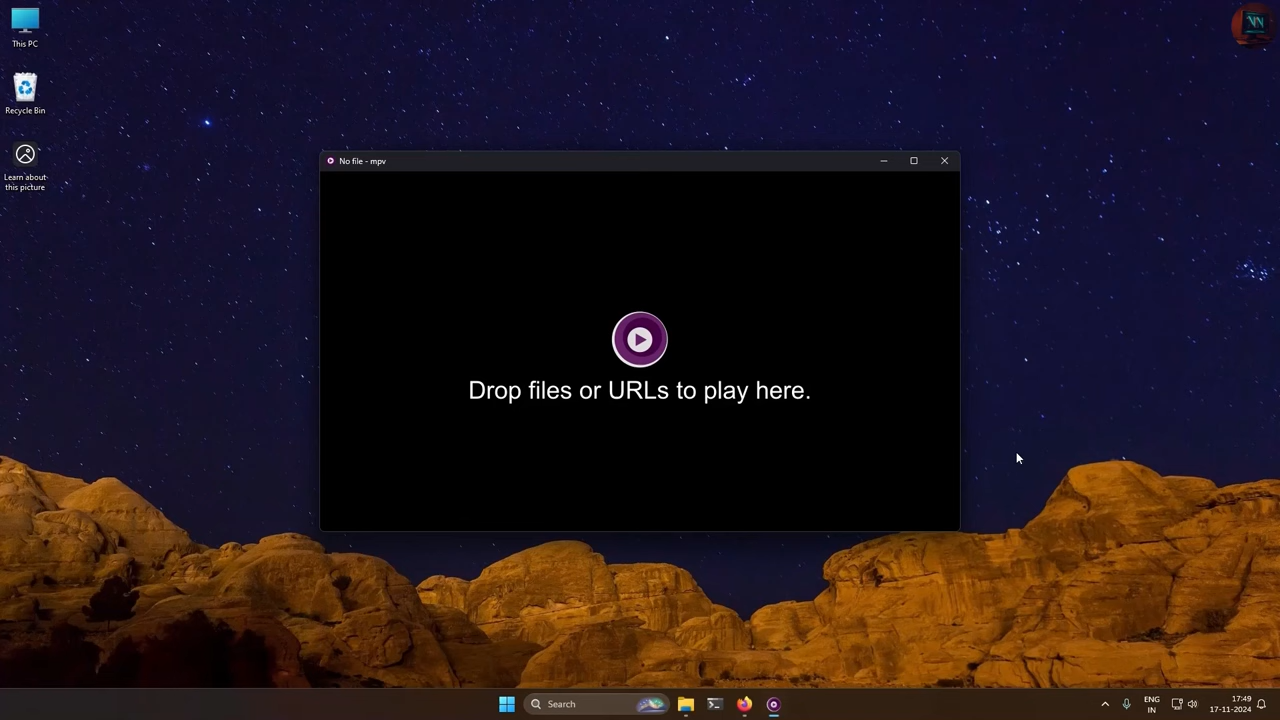 This PC
Recycle Bin
Learn about
this picture
No file - mpv
Drop files or URLs to play here.
Search
ENG
IN
17:49
17-11-2024